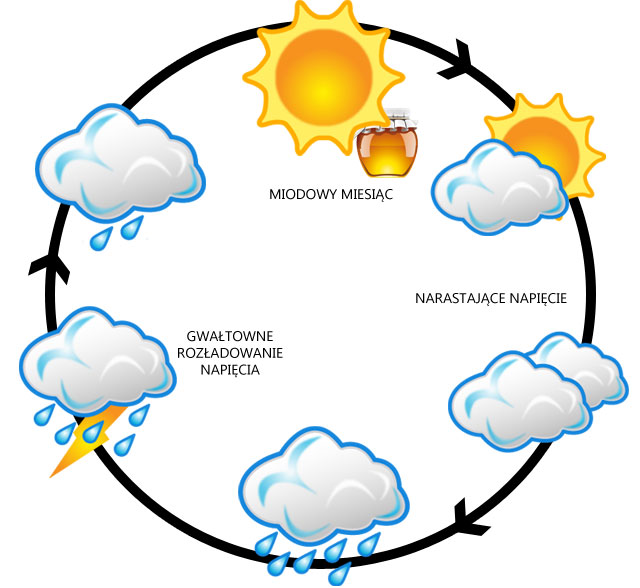 MIODOWY MIESIĄC
NARASTAJĄCE NAPIĘCIE
GWAŁTOWNE
ROZŁADOWANIE
NAPIĘCIA